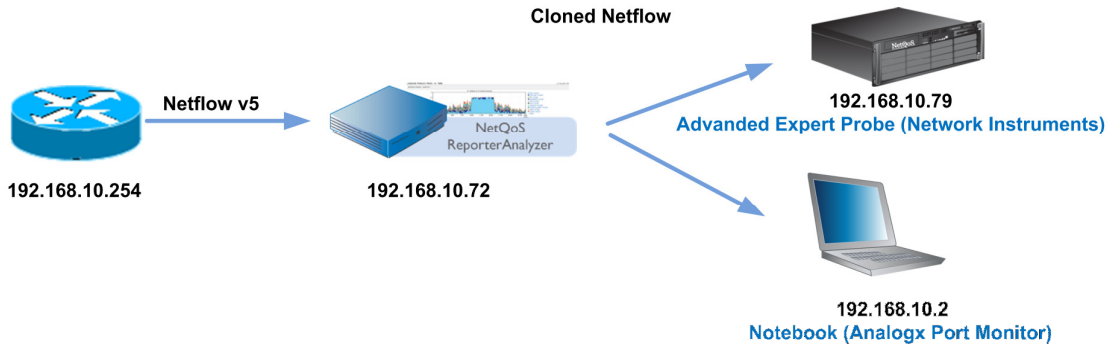 Cloned Netflow
NetQoS
Netflow v5
NetQoS
ReporterAnalyzer
192.168.10.254
192.168.10.72
192.168.10.79
Advanded Expert Probe (Network Instruments)
192.168.10.2
Notebook (Analogx Port Monitor)